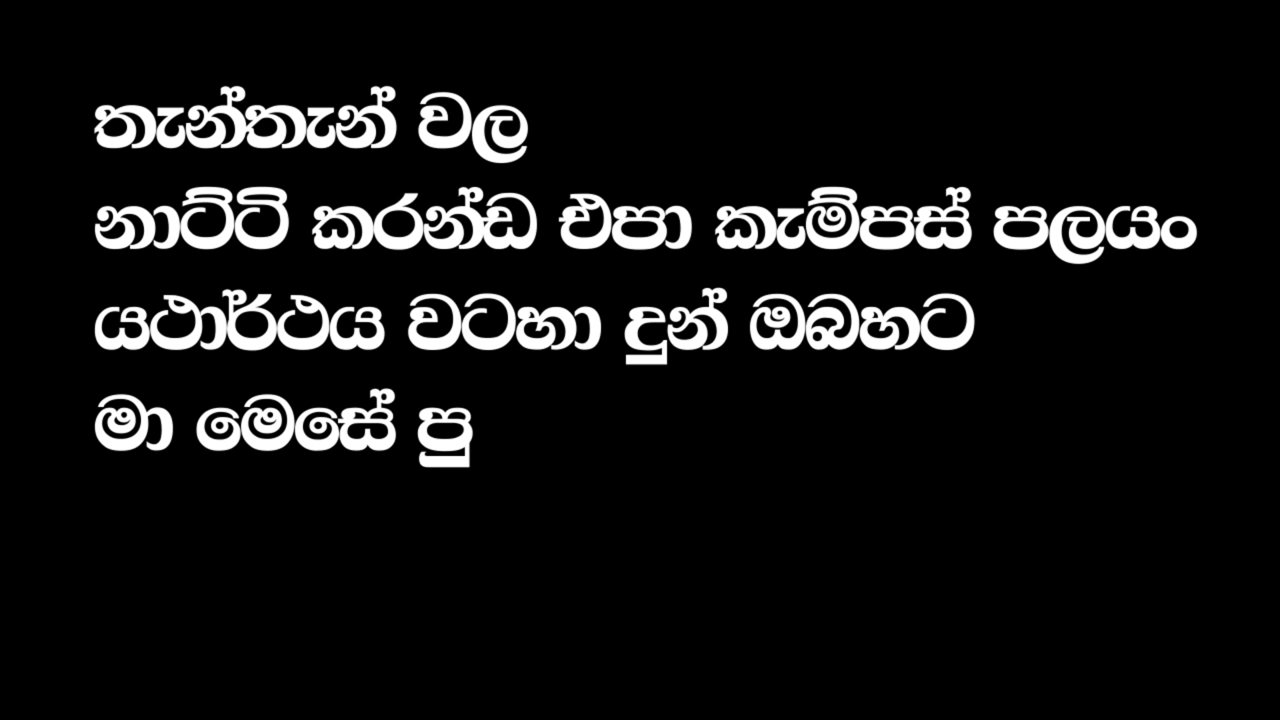 තැන්තැන් වල
නාට්ටි කරන්ඩ එපා කැම්පස් පලයං
යථාර්ථය වටහා දුන් ඔබහට
මා මෙසේ පු